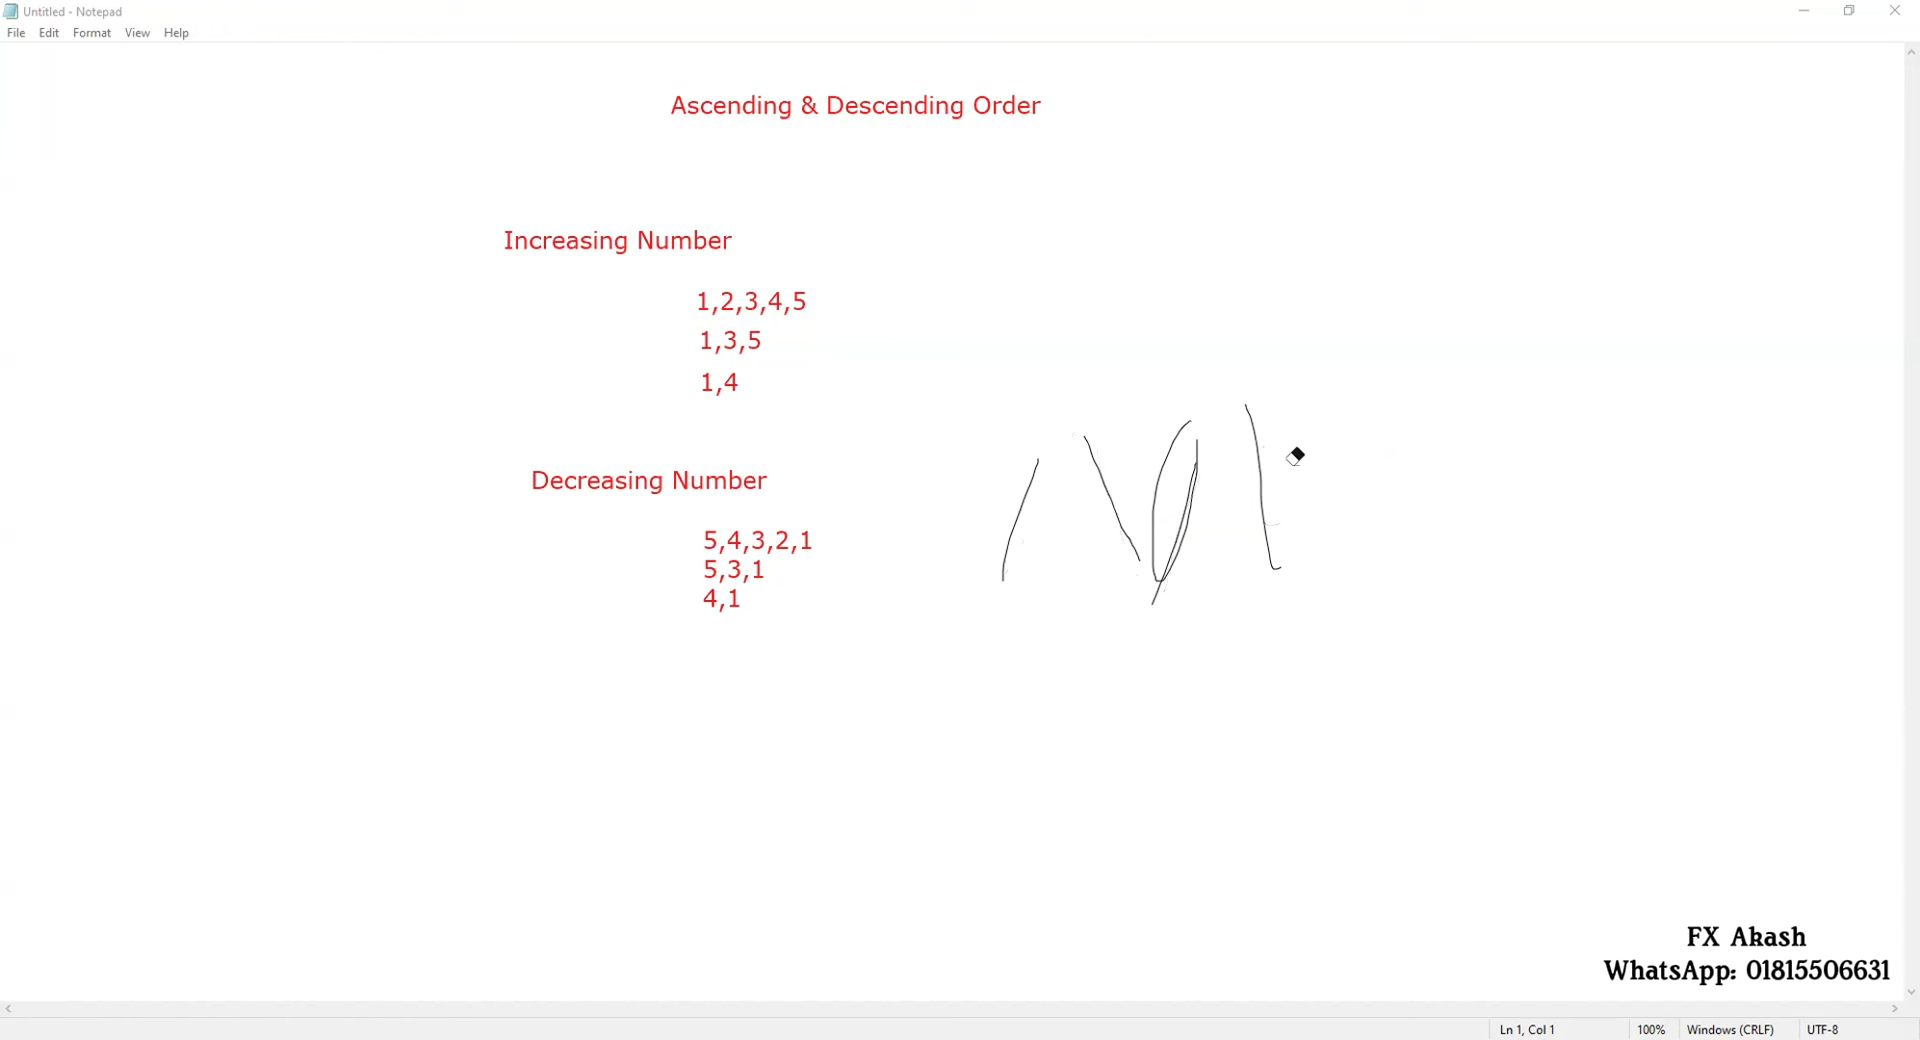 Untitled - Notepad
File Edit Format View Help
Ascending & Descending Order
Increasing Number
1,2,3,4,5
1,3,5
1,4
Decreasing Number
5,4,3,2,1
5,3,1
4,1
FX Akash
WhatsApp: 01815506631
Ln 1, Col 1 100% Windows (CRLF) UTF-8